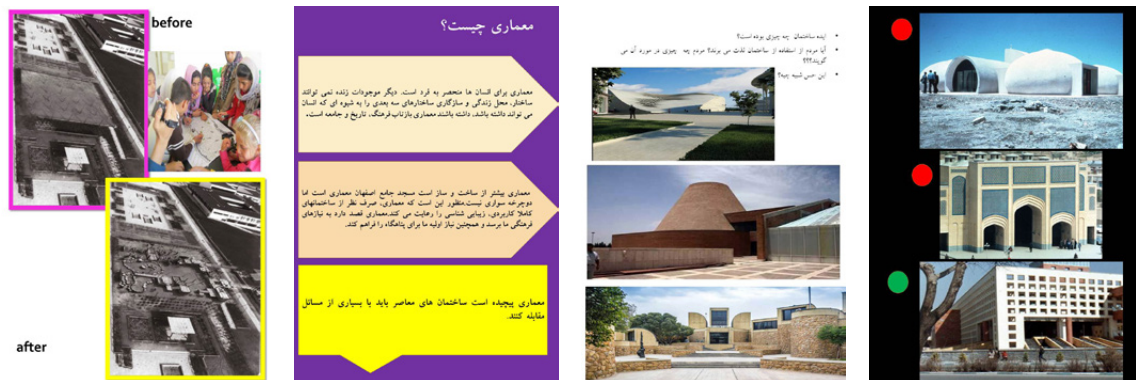 before
after
معماری چیست؟
معماری برای انسان ها منحصر به فرد است. دیگر موجودات زنده نمی توانند
ساختار، محل زندگی و سازگاری ساختارهای سه بعدی را به شیوه ای که انسان
می تواند داشته باشد، داشته باشند معماری بازتاب فرهنگ، تاریخ و جامعه است.
معماری بیشتر از ساخت و ساز است مسجد جامع اصفهان معماری است اما
دوچرخه سواری نیست.منظور این است که معماری، صرف نظر از ساختمانهای
کاملا کاربردی، زیبایی شناسی را رعایت می کند.معماری قصد دارد به نیازهای
فرهنگی ما برسد و همچنین نیاز اولیه ما برای پناهگاه را فراهم کند.
معماری پیچیده است ساختمان های معاصر باید با بسیاری از مسائل
مقابله کنند.
• ایده ساختمان چه چیزی بوده است؟
• آیا مردم از استفاده از ساختمان لذت می برند؟ مردم چه چیزی در مورد آن می
گویند؟؟؟؟
• این حس شبیه چیه؟